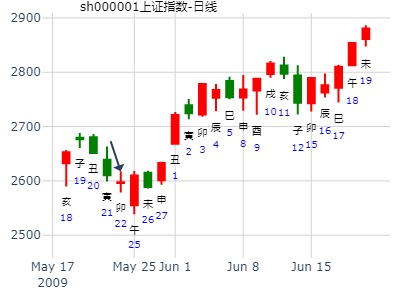 sh000001上证指数-日线
2900
2800
2700
2600
2500
亥
18
子
19
丑
20
寅
21
卯
22
午
25
未
26
申
27
丑
1
寅
2
卯
3
辰
4
巳
5
申
8
酉
9
戌
10
亥
11
子
12
卯
15
辰
16
巳
17
午
18
未
19
May 17
2009
May 25
Jun 1
Jun 8
Jun 15